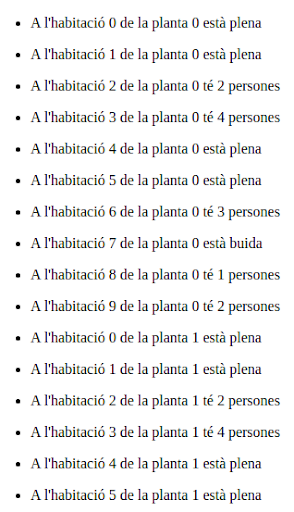 A l'habitació 0 de la planta 0 està plena
A l'habitació 1 de la planta 0 està plena
A l'habitació 2 de la planta 0 té 2 persones
A l'habitació 3 de la planta 0 té 4 persones
A l'habitació 4 de la planta 0 està plena
A l'habitació 5 de la planta 0 està plena
A l'habitació 6 de la planta 0 té 3 persones
A l'habitació 7 de la planta 0 està buida
A l'habitació 8 de la planta 0 té 1 persones
A l'habitació 9 de la planta 0 té 2 persones
A l'habitació 0 de la planta 1 està plena
A l'habitació 1 de la planta 1 està plena
A l'habitació 2 de la planta 1 té 2 persones
A l'habitació 3 de la planta 1 té 4 persones
A l'habitació 4 de la planta 1 està plena
A l'habitació 5 de la planta 1 està plena